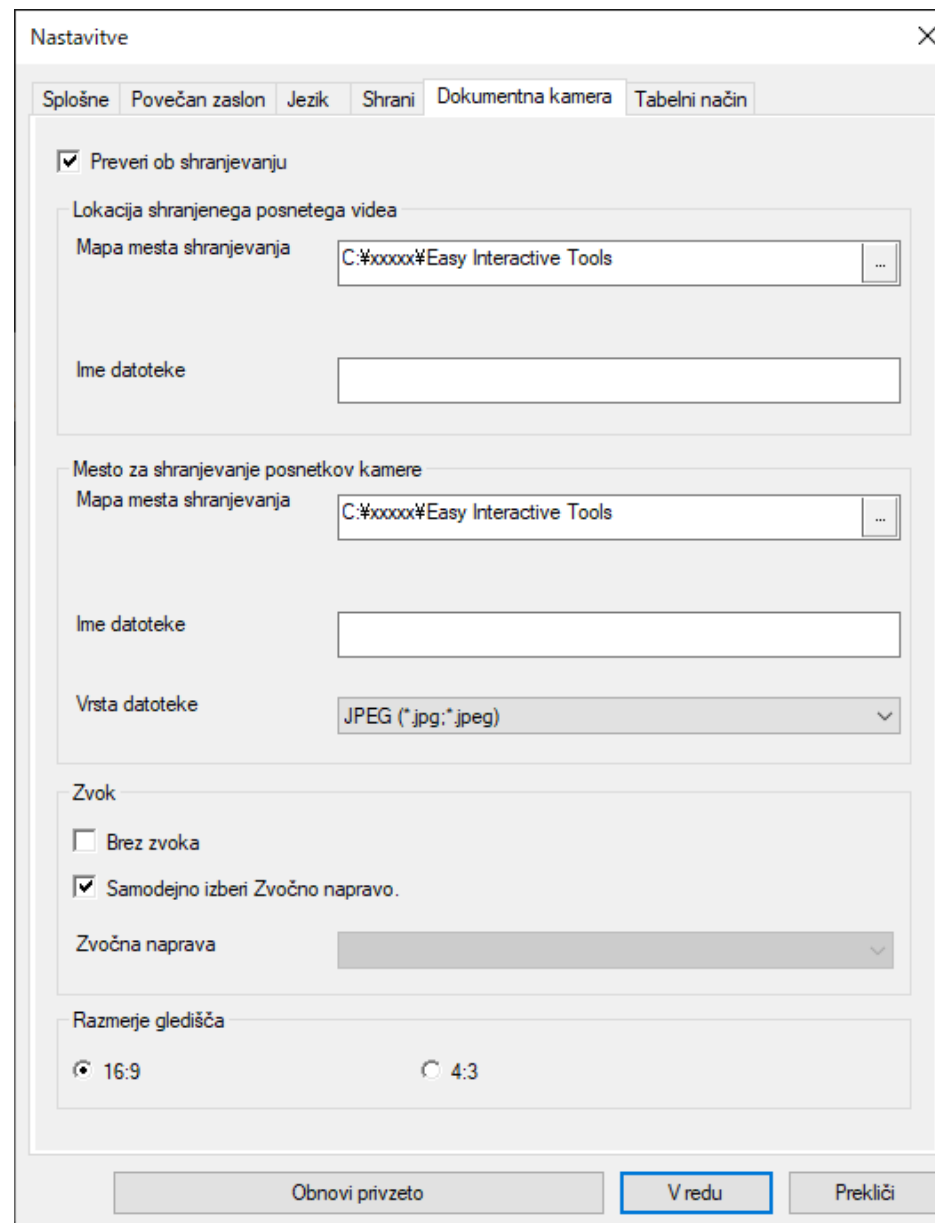 Nastavitve
Splošne Povečan zaslon Jezik Shrani Dokumentna kamera Tabelni način
Preveri ob shranjevanju
Lokacija shranjenega posnetega videa
Mapa mesta shranjevanja C:¥xxxxx¥Easy Interactive Tools ...
Ime datoteke
Mesto za shranjevanje posnetkov kamere
Mapa mesta shranjevanja C:¥xxxxx¥Easy Interactive Tools ...
Ime datoteke
Vrsta datoteke JPEG (*.jpg;*.jpeg)
Zvok
Brez zvoka
Samodejno izberi Zvočno napravo.
Zvočna naprava
Razmerje gledišča
16:9 4:3
Obnovi privzeto V redu Prekliči